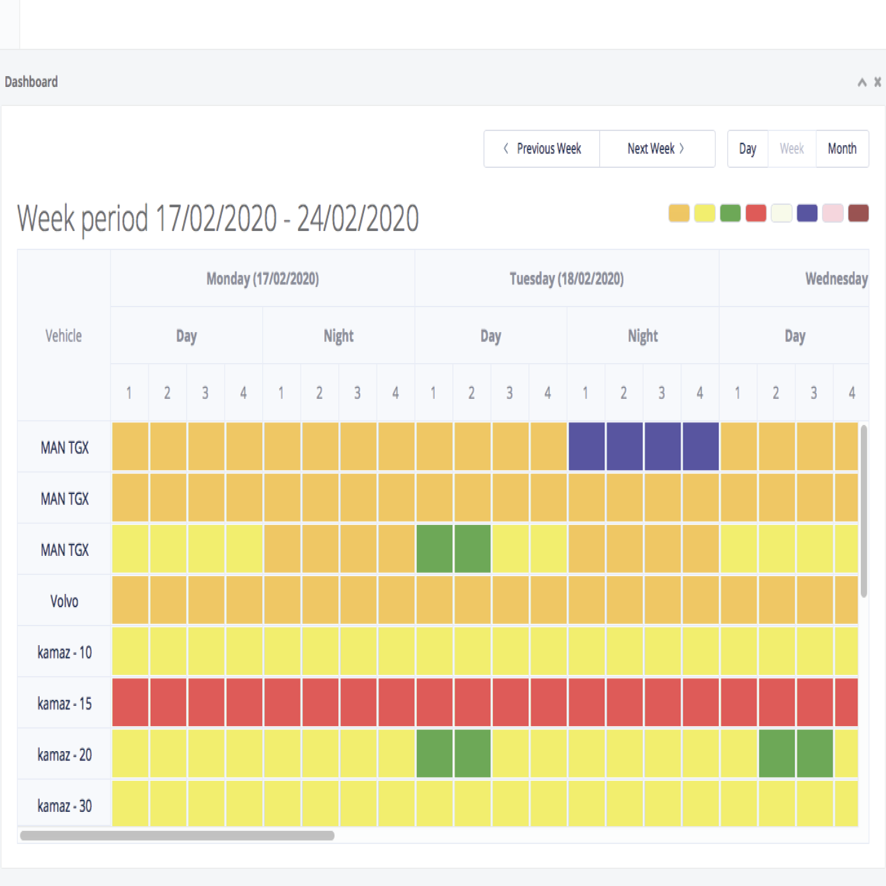 Dashboard
Previous Week Next Week Day Week Month
Week period 17/02/2020 - 24/02/2020
Monday (17/02/2020) Tuesday (18/02/2020) Wednesday
Vehicle Day Night Day Night Day
1 2 3 4 1 2 3 4 1 2 3 4 1 2 3 4 1 2 3 4
MAN TGX
MAN TGX
MAN TGX
Volvo
kamaz - 10
kamaz - 15
kamaz - 20
kamaz - 30